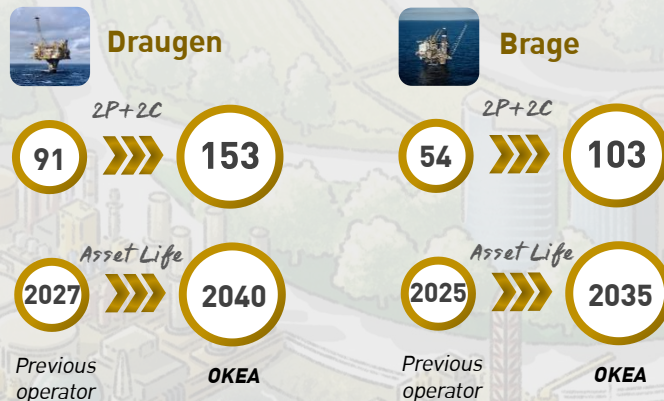 Draugen
2P+2C
91
153
Asset Life
2027
2040
Previous
operator
OKEA
Brage
2P+2C
54
103
Asset Life
2025
2035
Previous
operator
OKEA